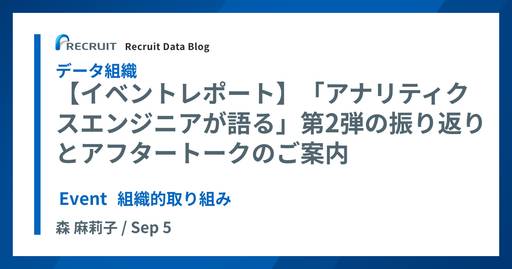 RECRUIT Recruit Data Blog
データ組織
【イベントレポート】「アナリティク
スエンジニアが語る」第2弾の振り返り
とアフタートークのご案内
Event 組織的取り組み
森 麻莉子 / Sep 5